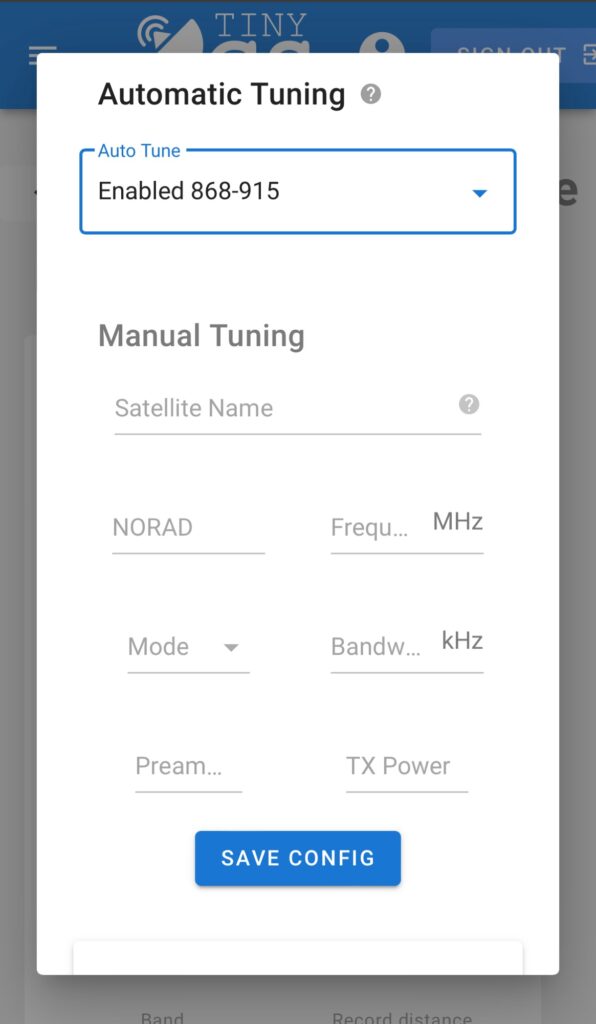 TINY
GS
SIGN OUT
Automatic Tuning ?
Auto Tune
Enabled 868-915
e
Manual Tuning
Satellite Name ?
NORAD Frequ... MHz
Mode Bandw... kHz
Pream... TX Power
SAVE CONFIG
Band Record distance